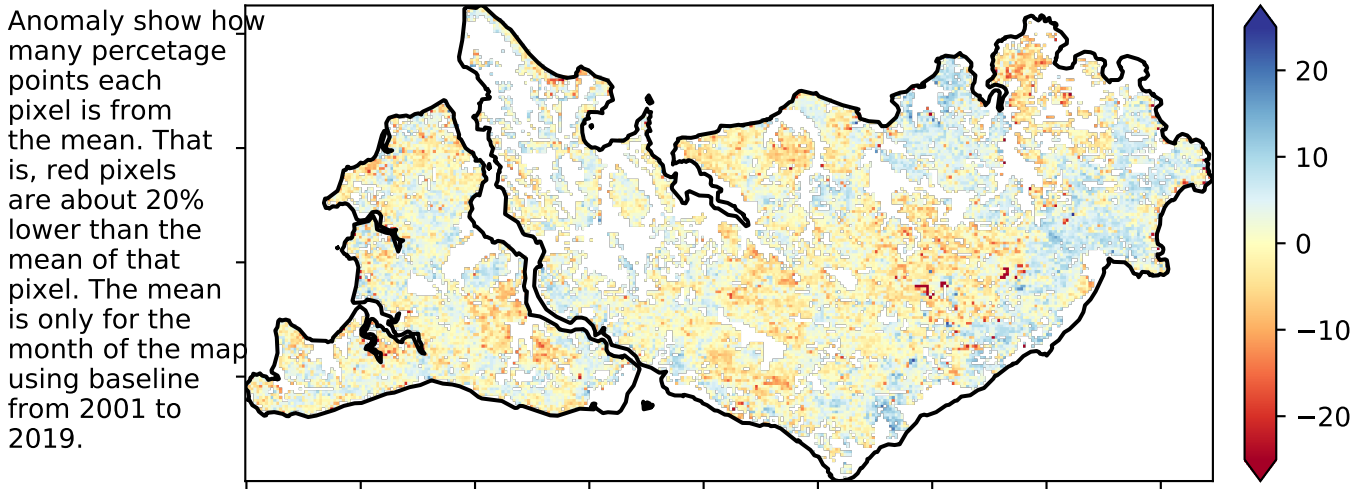 Anomaly show how
many percetage
points each
pixel is from
the mean. That
is, red pixels
are about 20%
lower than the
mean of that
pixel. The mean
is only for the
month of the map
using baseline
from 2001 to
2019.
20
10
0
−10
−20